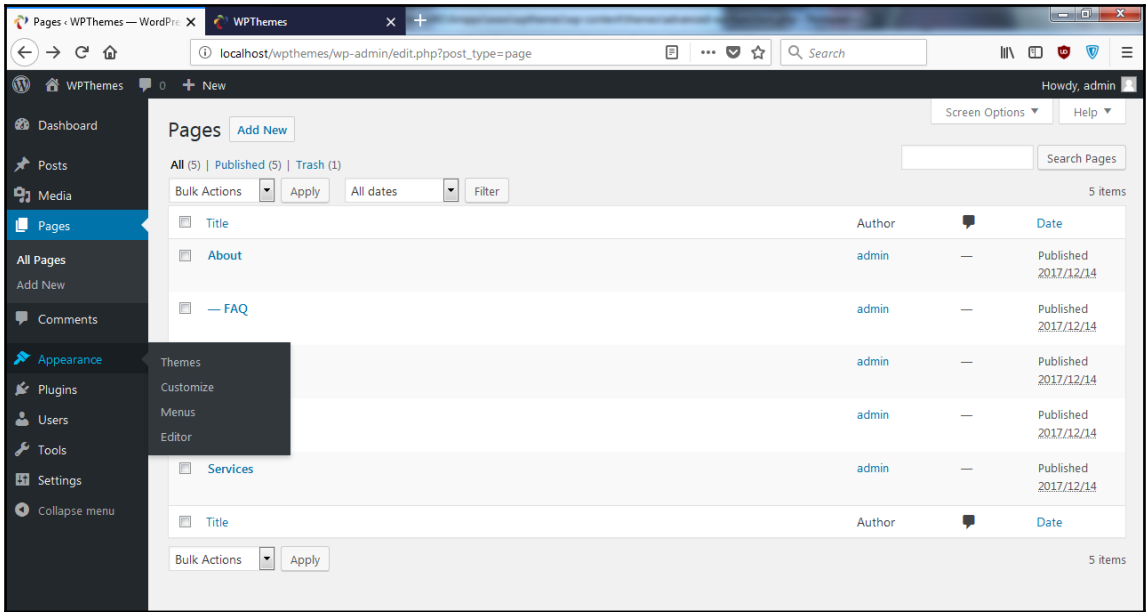 Pages ‹ WPThemes — WordPre
WPThemes
localhost/wpthemes/wp-admin/edit.php?post_type=page
Search
WPThemes 0 New
Howdy, admin
Screen Options Help
Dashboard
Posts
Media
Pages
All Pages
Add New
Comments
Appearance
Plugins
Users
Tools
Settings
Collapse menu
Themes
Customize
Menus
Editor
Pages Add New
All (5) | Published (5) | Trash (1)
Search Pages
Bulk Actions Apply All dates Filter 5 items
Title Author Date
About admin — Published
2017/12/14
— FAQ admin — Published
2017/12/14
admin — Published
2017/12/14
admin — Published
2017/12/14
Services admin — Published
2017/12/14
Title Author Date
Bulk Actions Apply 5 items